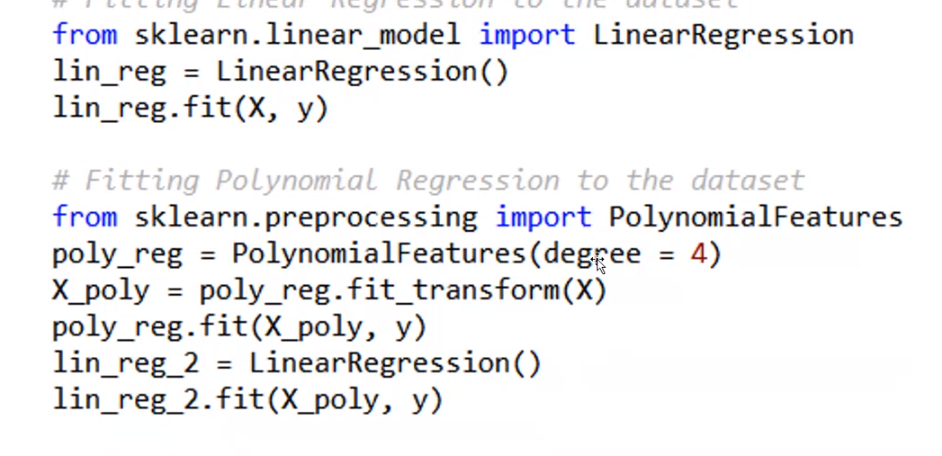 # Fitting Linear Regression to the dataset
from sklearn.linear_model import LinearRegression
lin_reg = LinearRegression()
lin_reg.fit(X, y)
# Fitting Polynomial Regression to the dataset
from sklearn.preprocessing import PolynomialFeatures
poly_reg = PolynomialFeatures(degree = 4)
X_poly = poly_reg.fit_transform(X)
poly_reg.fit(X_poly, y)
lin_reg_2 = LinearRegression()
lin_reg_2.fit(X_poly, y)